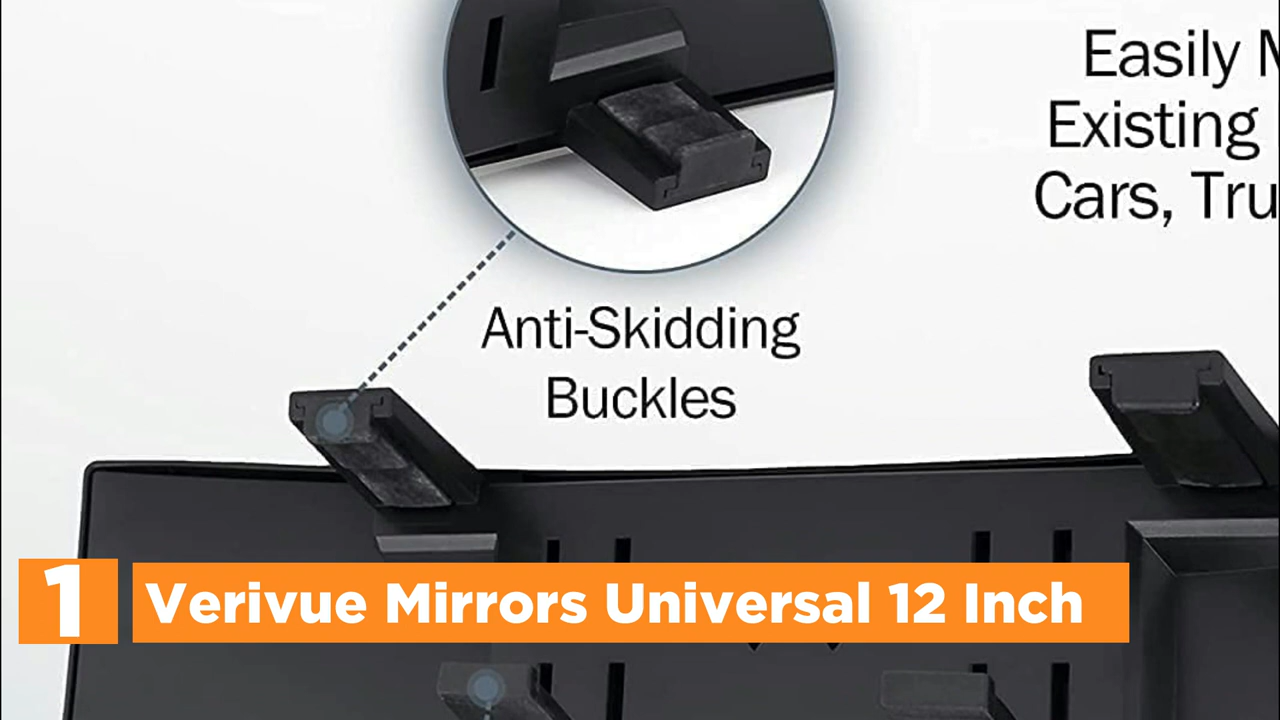 Easily
Existing
Cars,
Anti-Skidding
Buckles
1
Verivue Mirrors Universal 12 Inch